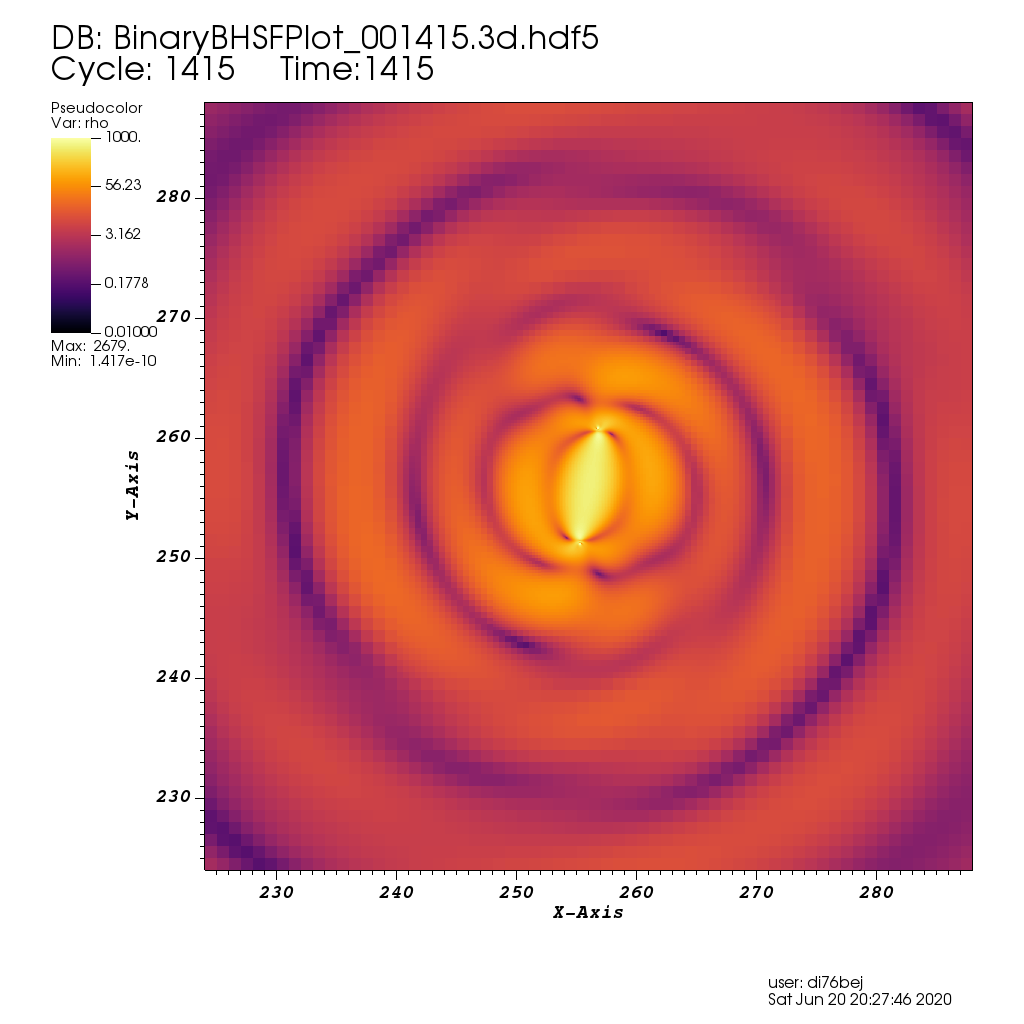 DB: BinaryBHSFPlot_001415.3d.hdf5
Cycle: 1415 Time:1415
Pseudocolor
Var: rho
1000.
56.23
3.162
0.1778
0.01000
Max: 2679.
Min: 1.417e-10
280
270
260
250
240
230
Y-Axis
230 240 250 260 270 280
X-Axis
user: di76bej
Sat Jun 20 20:27:46 2020